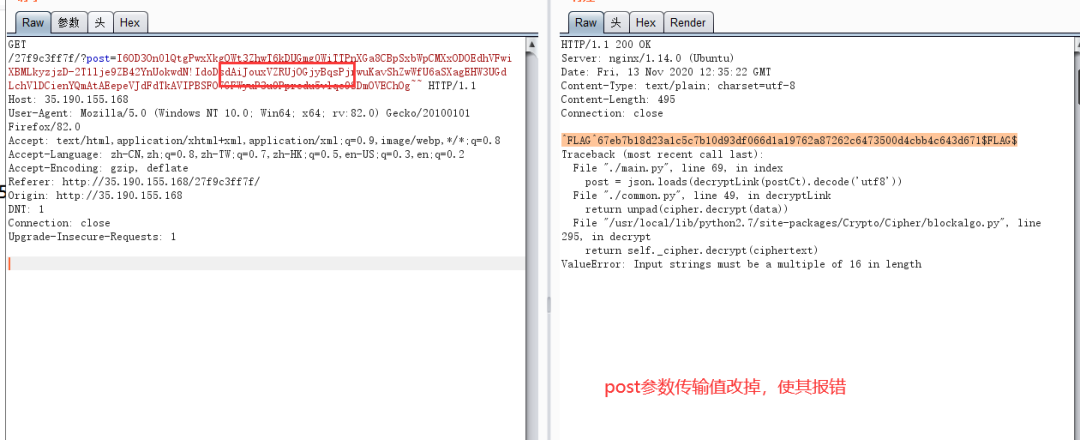 Raw 参数 头 Hex
GET
/27f9c3ff7f/?post=
HTTP/1.1
Host: 35.190.155.168
User-Agent: Mozilla/5.0 (Windows NT 10.0; Win64; x64; rv:82.0) Gecko/20100101
Firefox/82.0
Accept: text/html,application/xhtml+xml,application/xml;q=0.9,image/webp,*/*;q=0.8
Accept-Language: zh-CN,zh;q=0.8,zh-TW;q=0.7,zh-HK;q=0.5,en-US;q=0.3,en;q=0.2
Accept-Encoding: gzip, deflate
Referer: http://35.190.155.168/27f9c3ff7f/
Origin: http://35.190.155.168
DNT: 1
Connection: close
Upgrade-Insecure-Requests: 1
Raw 头 Hex Render
HTTP/1.1 200 OK
Server: nginx/1.14.0 (Ubuntu)
Date: Fri, 13 Nov 2020 12:35:22 GMT
Content-Type: text/plain; charset=utf-8
Content-Length: 495
Connection: close
^FLAG^67eb7b18d23a1c5c7b10d93df066d1a19762a87262c6473500d4cbb4c643d671$FLAG$
Traceback (most recent call last):
File "./main.py", line 69, in index
post = json.loads(decryptLink(postCt).decode('utf8'))
File "./common.py", line 49, in decryptLink
return unpad(cipher.decrypt(data))
File "/usr/local/lib/python2.7/site-packages/Crypto/Cipher/blockalgo.py", line
295, in decrypt
return self._cipher.decrypt(ciphertext)
ValueError: Input strings must be a multiple of 16 in length
post参数传输值改掉，使其报错